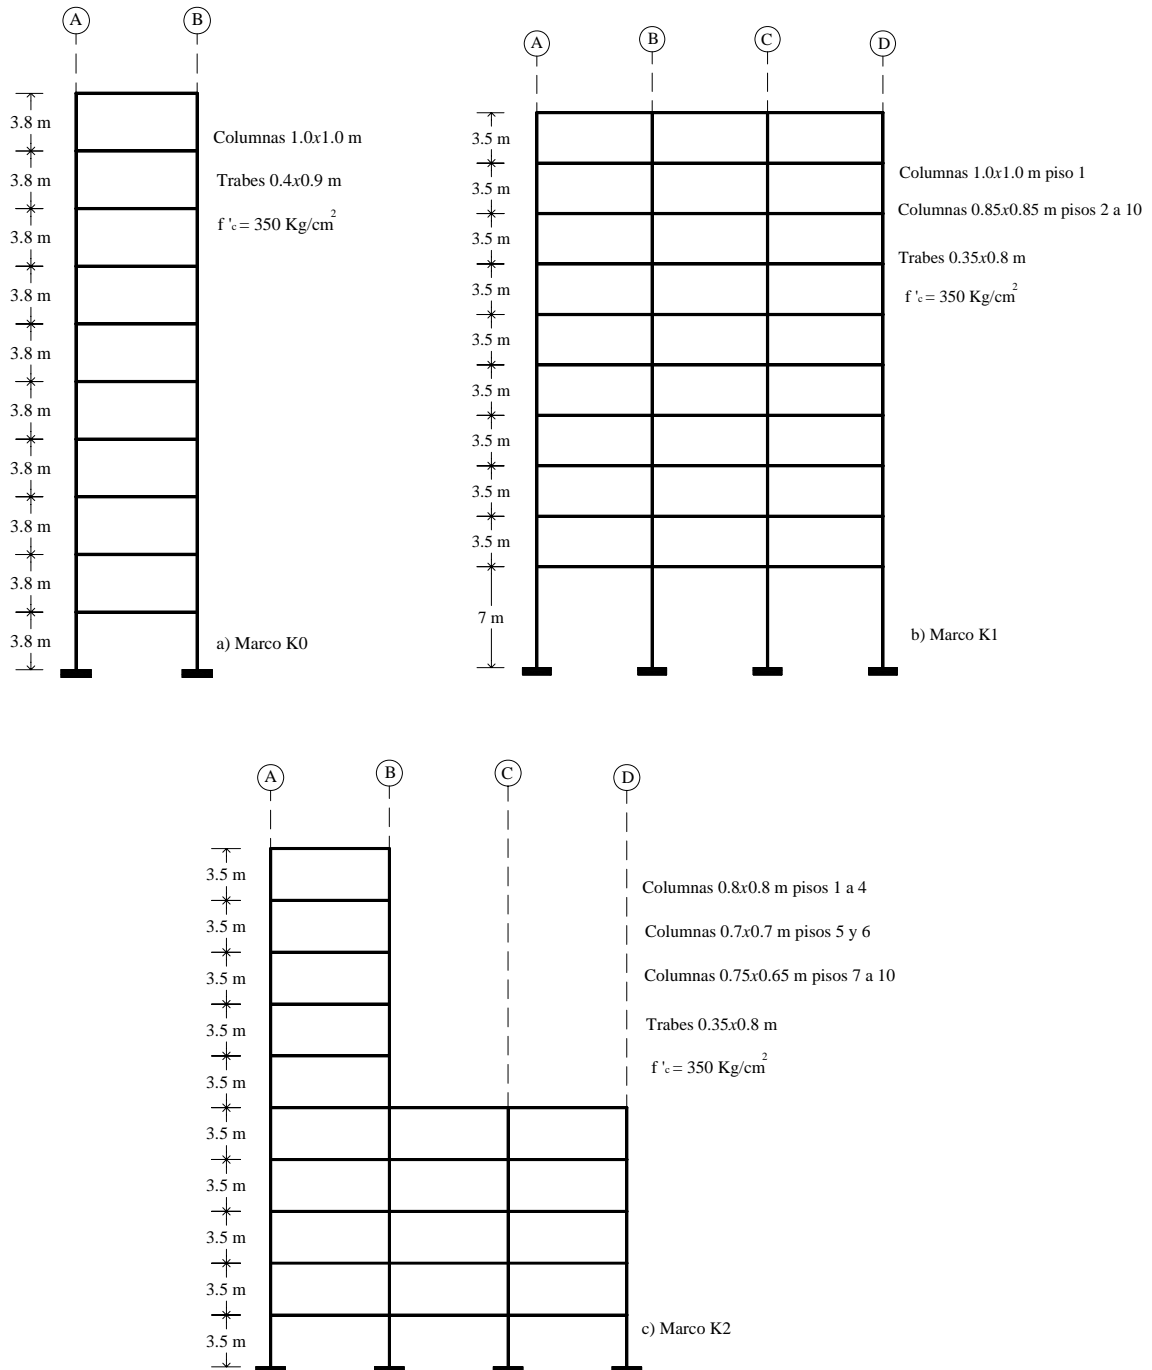 A
B
3.8 m
3.8 m
3.8 m
3.8 m
3.8 m
3.8 m
3.8 m
3.8 m
3.8 m
3.8 m
Columnas 1.0x1.0 m
Trabes 0.4x0.9 m
f 'c = 350 Kg/cm2
a) Marco K0
A
B
C
D
3.5 m
3.5 m
3.5 m
3.5 m
3.5 m
3.5 m
3.5 m
3.5 m
3.5 m
7 m
Columnas 1.0x1.0 m piso 1
Columnas 0.85x0.85 m pisos 2 a 10
Trabes 0.35x0.8 m
f 'c = 350 Kg/cm2
b) Marco K1
A
B
C
D
3.5 m
3.5 m
3.5 m
3.5 m
3.5 m
3.5 m
3.5 m
3.5 m
3.5 m
3.5 m
Columnas 0.8x0.8 m pisos 1 a 4
Columnas 0.7x0.7 m pisos 5 y 6
Columnas 0.75x0.65 m pisos 7 a 10
Trabes 0.35x0.8 m
f 'c = 350 Kg/cm2
c) Marco K2